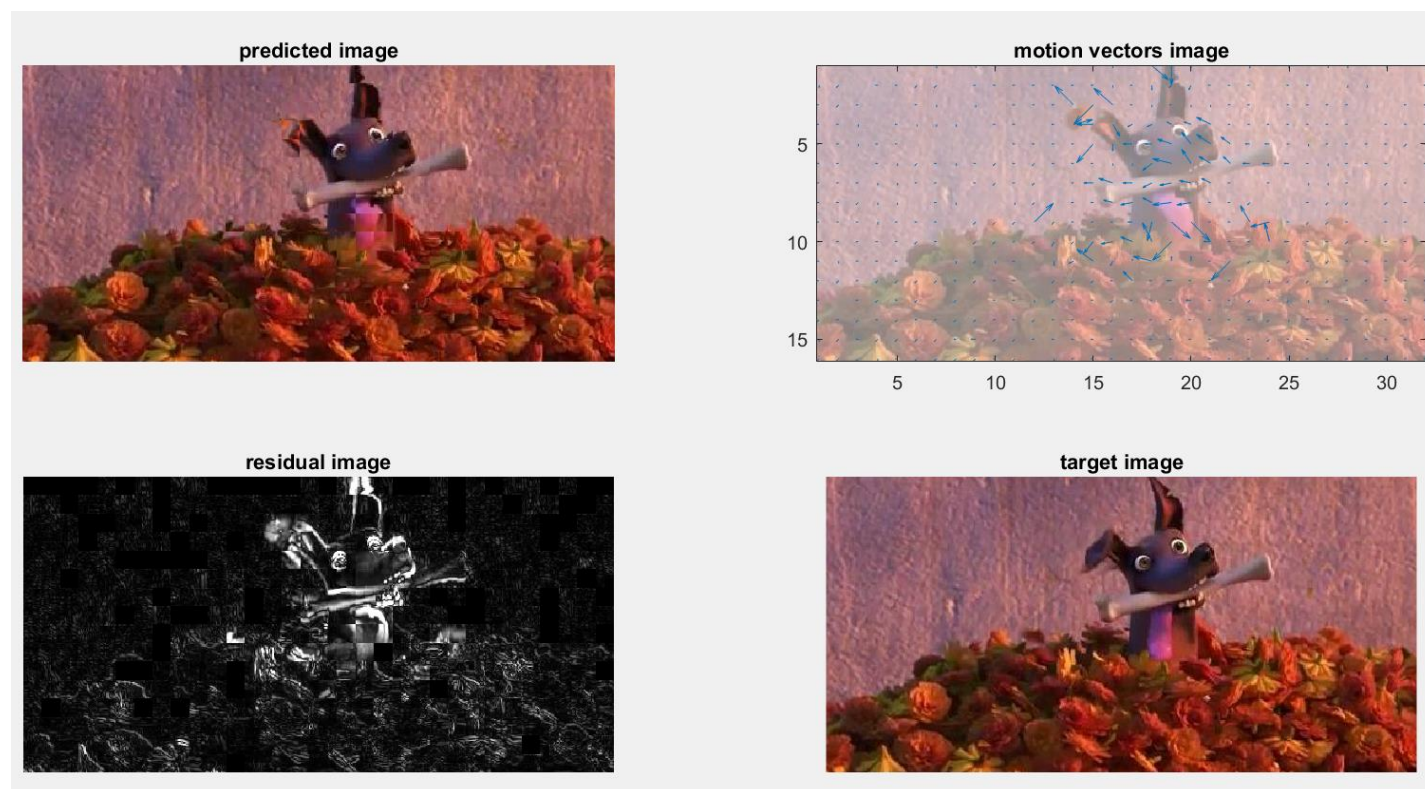 predicted image
motion vectors image
5
10
15
5 10 15 20 25 30
residual image
target image